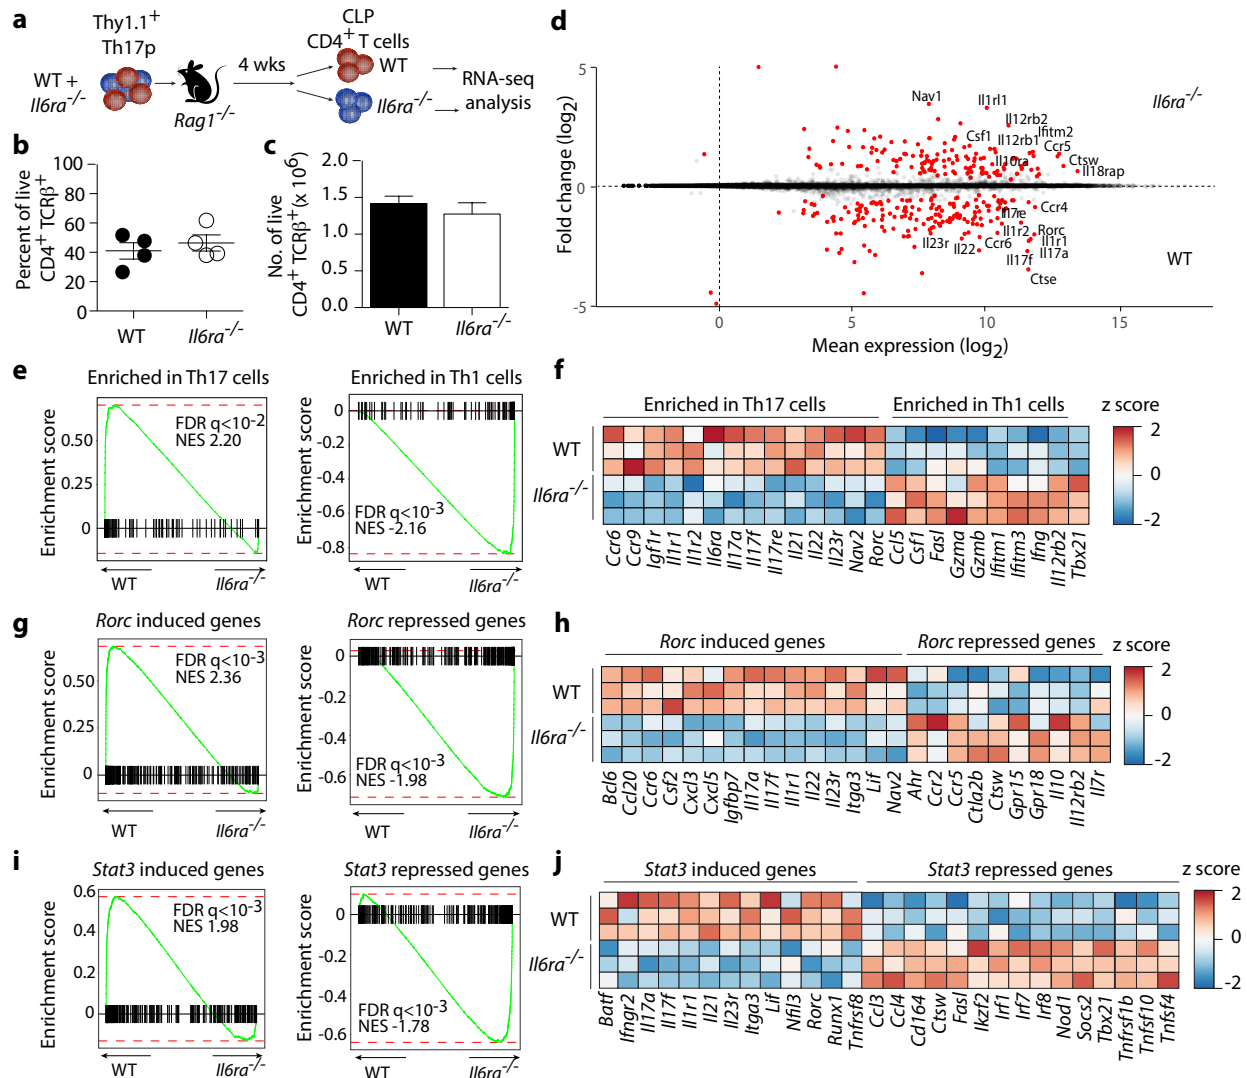 a
Thy1.1+
Th17p
WT +
Il6ra-/-
Rag1-/-
4 wks
CLP
CD4+ T cells
WT
Il6ra-/-
RNA-seq
analysis
b
Percent of live
CD4+ TCRβ+
100
80
60
40
20
0
WT
Il6ra-/-
c
No. of live
CD4+ TCRβ+(x 10^6)
2.0
1.5
1.0
0.5
0.0
WT
Il6ra-/-
d
Fold change (log2)
5
0
-5
Nav1
Il1rl1
Il12rb2
Csf1
Il12rb1
Ifitm2
Ccr5
Il10ra
Ctsw
Il18rap
Il6ra-/-
Il17re
Ccr4
Il1r2
Rorc
Il23r
Il22
Ccr6
Il1r1
Il17f
Il17a
Ctse
WT
0
5
10
15
Mean expression (log2)
e
Enriched in Th17 cells
Enrichment score
0.50
0.25
0
FDR q<10-2
NES 2.20
WT
Il6ra-/-
Enriched in Th1 cells
Enrichment score
0
-0.2
-0.4
-0.6
-0.8
FDR q<10-3
NES -2.16
WT
Il6ra-/-
f
Enriched in Th17 cells
Enriched in Th1 cells
z score
2
0
-2
WT
Il6ra-/-
Ccr6
Ccr9
Igf1r
Il1r1
Il1r2
Il6ra
Il17a
Il17f
Il17re
Il21
Il22
Il23r
Nav2
Rorc
Ccl5
Csf1
Fasl
Gzma
Gzmb
Ifitm1
Ifitm3
Ifng
Il12rb2
Tbx21
g
Rorc induced genes
Enrichment score
0.50
0.25
0
FDR q<10-3
NES 2.36
WT
Il6ra-/-
Rorc repressed genes
Enrichment score
0
-0.2
-0.4
-0.6
FDR q<10-3
NES -1.98
WT
Il6ra-/-
h
Rorc induced genes
Rorc repressed genes
z score
2
0
-2
WT
Il6ra-/-
Bcl6
Ccl20
Ccr6
Csf2
Cxcl3
Cxcl5
Igfbp7
Il17a
Il17f
Il1r1
Il22
Il23r
Itga3
Lif
Nav2
Ahr
Ccr2
Ccr5
Ctla2b
Ctsw
Gpr15
Gpr18
Il10
Il12rb2
Il7r
i
Stat3 induced genes
Enrichment score
0.6
0.4
0.2
0
FDR q<10-3
NES 1.98
WT
Il6ra-/-
Stat3 repressed genes
Enrichment score
0
-0.2
-0.4
-0.6
FDR q<10-3
NES -1.78
WT
Il6ra-/-
j
Stat3 induced genes
Stat3 repressed genes
z score
2
0
-2
WT
Il6ra-/-
Batf
Ifngr2
Il17a
Il17f
Il1r1
Il21
Il23r
Itga3
Lif
Nfil3
Rorc
Runx1
Tnfrsf8
Ccl3
Ccl4
Cd164
Ctsw
Fasl
Ikzf2
Irf1
Irf7
Irf8
Nod1
Socs2
Tbx21
Tnfrsf1b
Tnfsf10
Tnfsf4